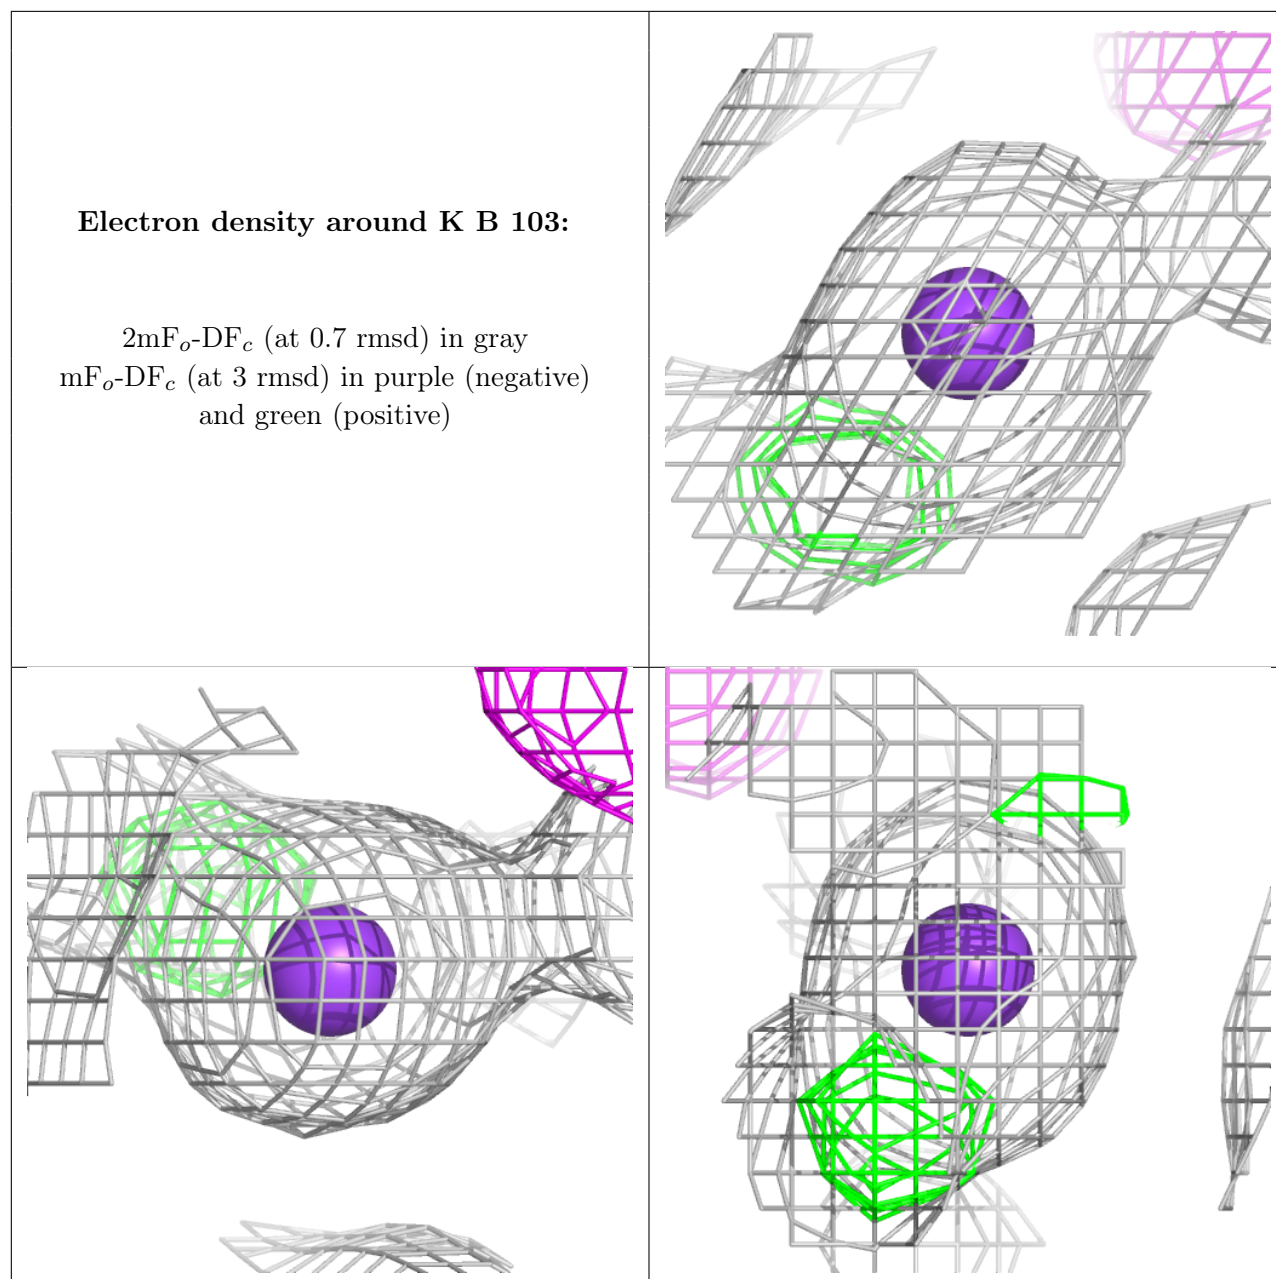 Electron density around K B 103:
2mFo-DFc (at 0.7 rmsd) in gray
mFo-DFc (at 3 rmsd) in purple (negative)
and green (positive)